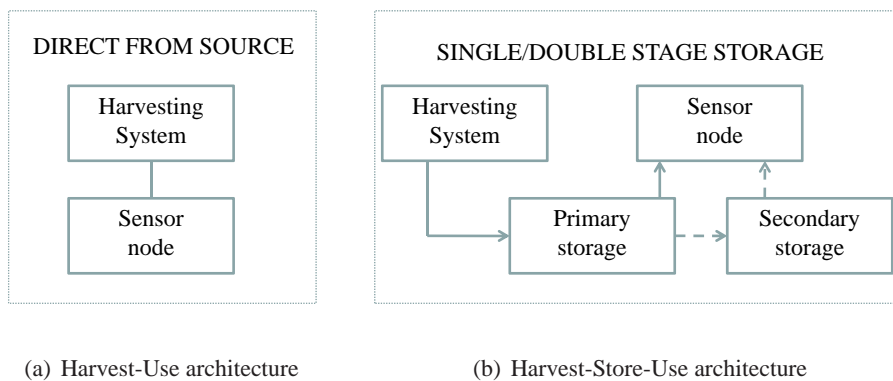 DIRECT FROM SOURCE
Harvesting
System
Sensor
node
SINGLE/DOUBLE STAGE STORAGE
Harvesting
System
Sensor
node
Primary
storage
Secondary
storage
(a) Harvest-Use architecture
(b) Harvest-Store-Use architecture